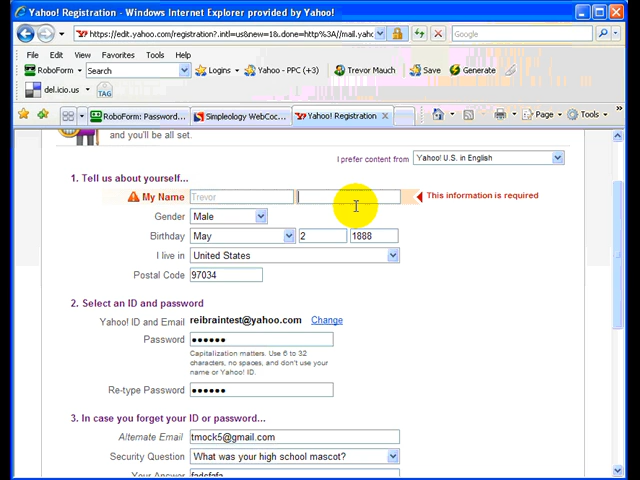 Yahoo! Registration - Windows Internet Explorer provided by Yahoo!
https://edit.yahoo.com/registration?.intl=us&new=1&.done=http%3A//mail.yahoo
Google
File Edit View Favorites Tools Help
RoboForm Search Logins Yahoo - PPC (+3) Trevor Mauch Save Generate
del.icio.us TAG
RoboForm: Password... Simpleology WebCoc... Yahoo! Registration Page Tools
and you'll be all set.
I prefer content from Yahoo! U.S. in English
1. Tell us about yourself...
My Name Trevor This information is required
Gender Male
Birthday May 2 1888
I live in United States
Postal Code 97034
2. Select an ID and password
Yahoo! ID and Email reibraintest@yahoo.com Change
Password ••••••
Capitalization matters. Use 6 to 32
characters, no spaces, and don't use your
name or Yahoo! ID.
Re-type Password ••••••
3. In case you forget your ID or password...
Alternate Email tmock5@gmail.com
Security Question What was your high school mascot?
Your Answer fadsfafa